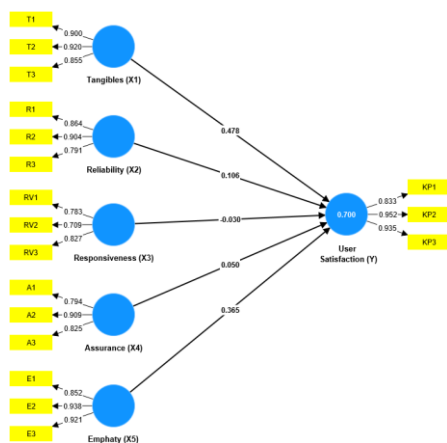 T1
0.900
T2
0.920
0.855
T3
Tangibles (X1)
R1
0.864
R2
0.904
0.791
R3
Reliability (X2)
RV1
0.783
RV2
0.709
0.827
RV3
Responsiveness (X3)
A1
0.794
A2
0.909
0.825
A3
Assurance (X4)
E1
0.852
E2
0.938
0.921
E3
Emphaty (X5)
0.478
0.106
-0.030
0.050
0.365
0.700
User
Satisfaction (Y)
KP1
0.833
KP2
0.952
0.935
KP3